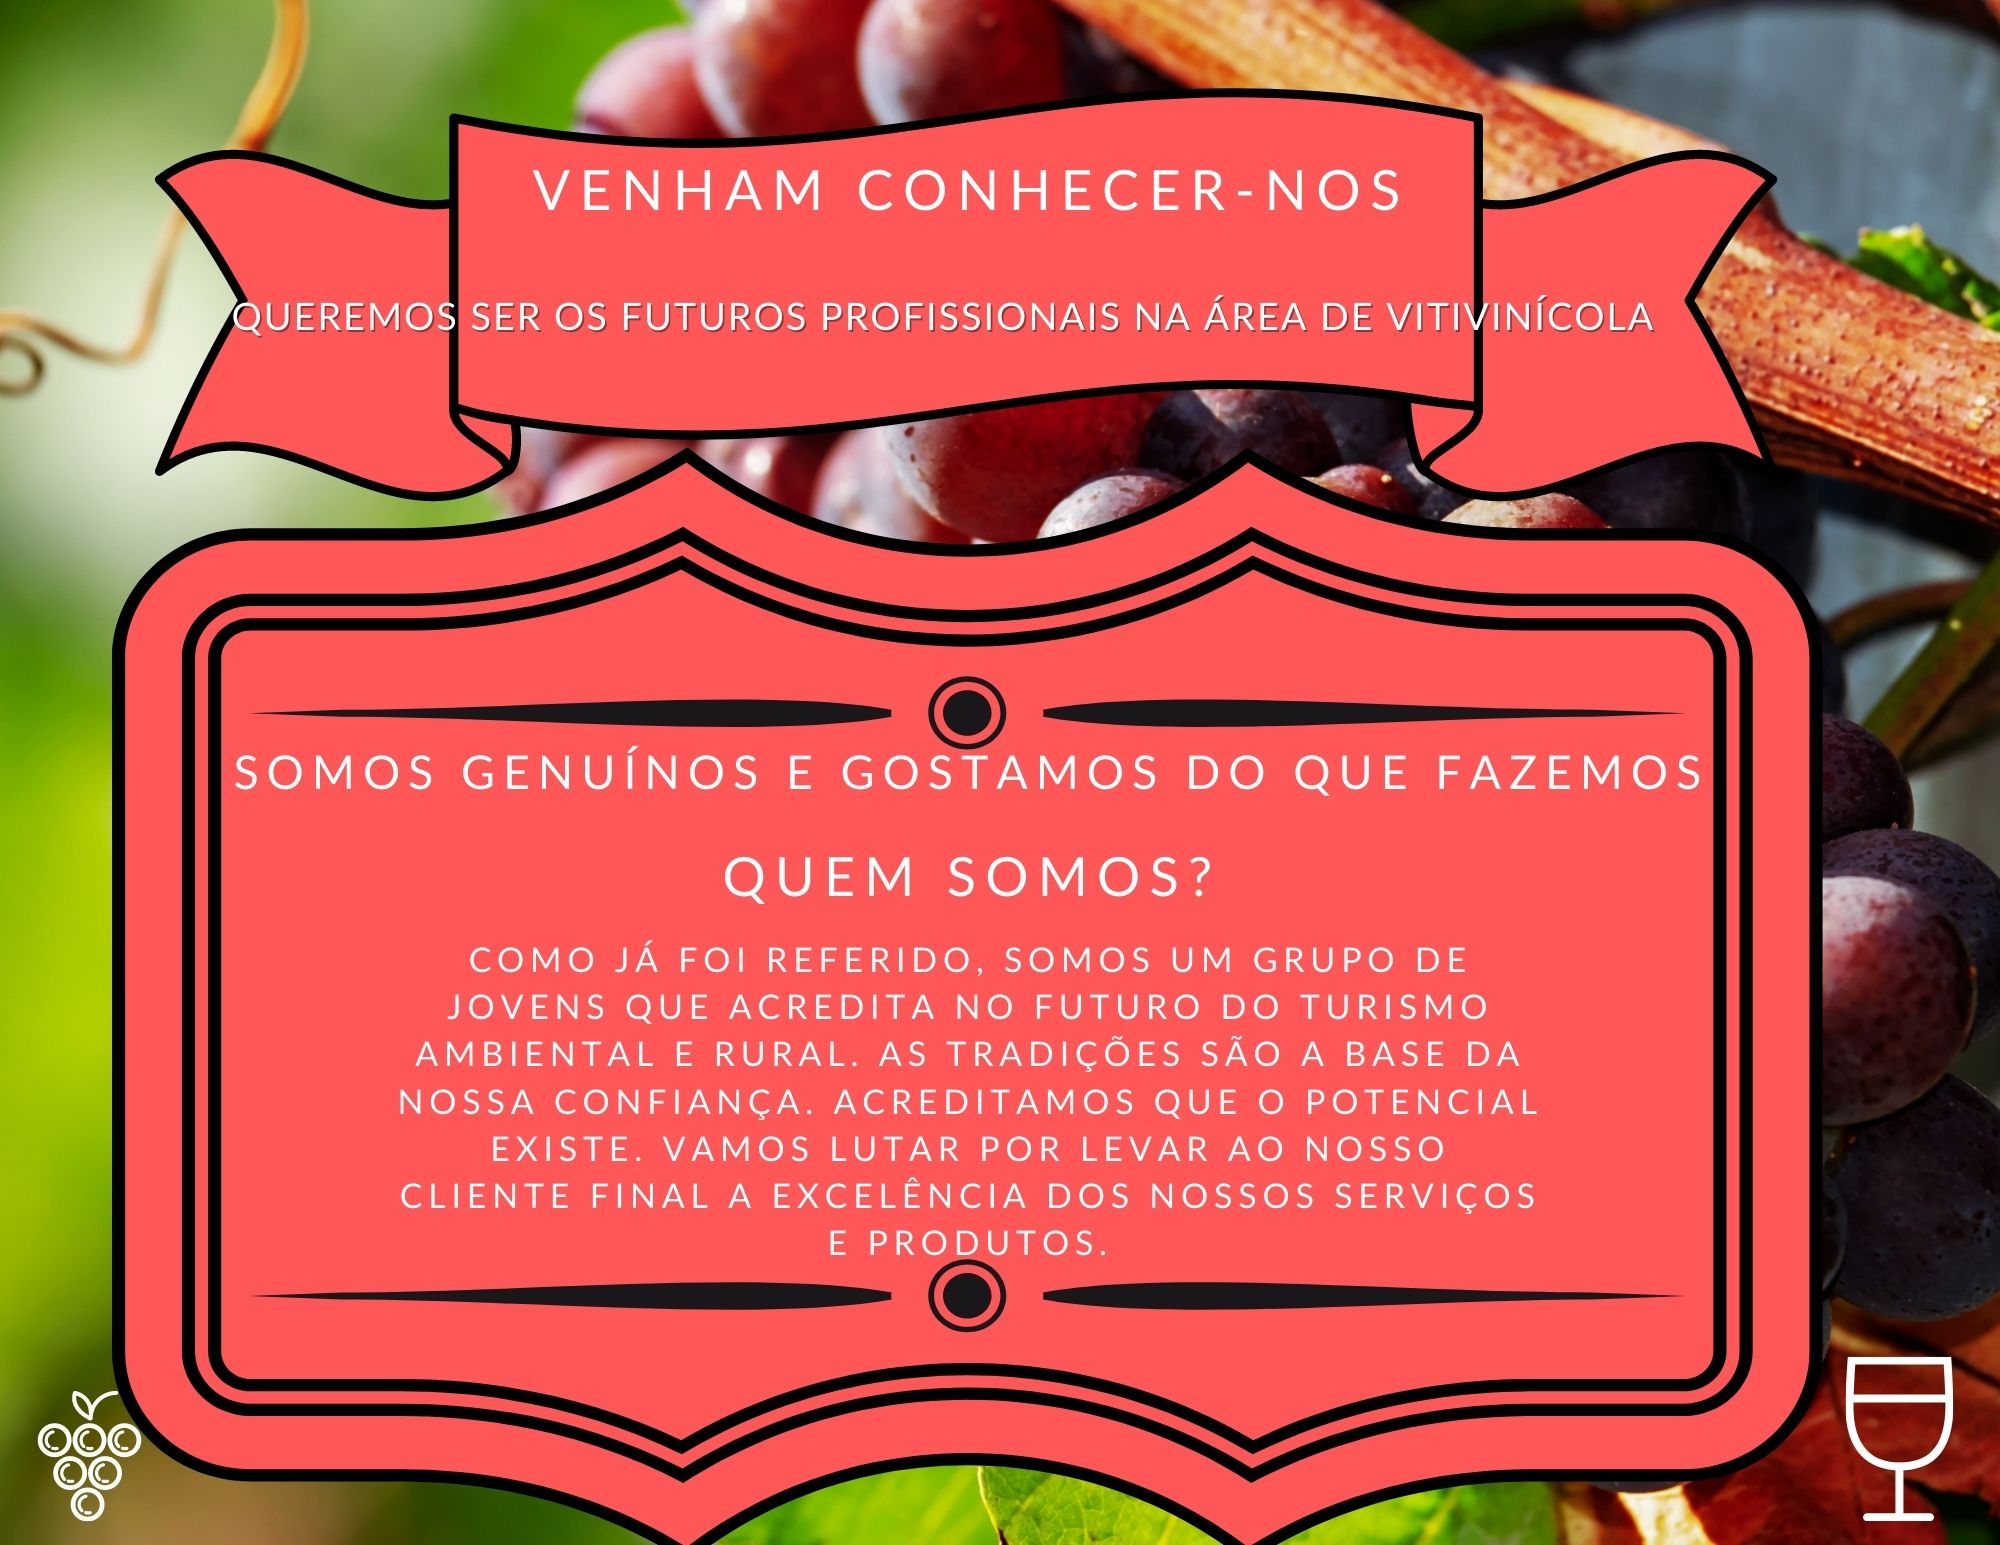 VENHAM CONHECER-NOS
QUEREMOS SER OS FUTUROS PROFISSIONAIS NA ÁREA DE VITIVINÍCOLA
SOMOS GENUÍNOS E GOSTAMOS DO QUE FAZEMOS
QUEM SOMOS?
COMO JÁ FOI REFERIDO, SOMOS UM GRUPO DE
JOVENS QUE ACREDITA NO FUTURO DO TURISMO
AMBIENTAL E RURAL. AS TRADIÇÕES SÃO A BASE DA
NOSSA CONFIANÇA. ACREDITAMOS QUE O POTENCIAL
EXISTE. VAMOS LUTAR POR LEVAR AO NOSSO
CLIENTE FINAL A EXCELÊNCIA DOS NOSSOS SERVIÇOS
E PRODUTOS.